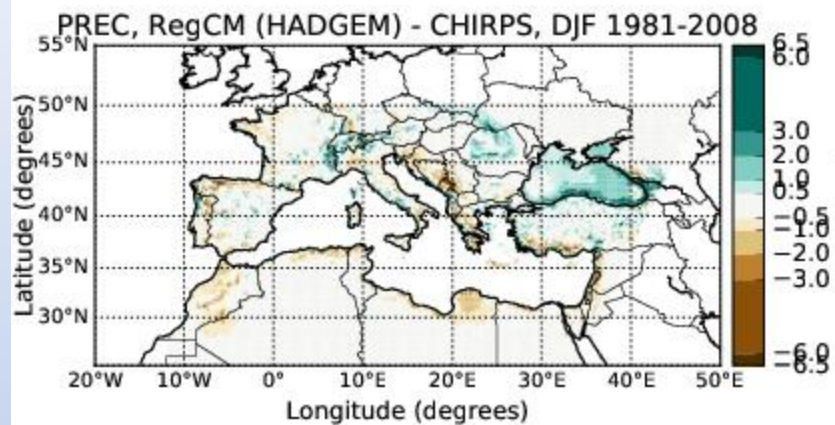 PREC, RegCM (HADGEM) - CHIRPS, DJF 1981-2008
55°N
50°N
45°N
40°N
35°N
30°N
Latitude (degrees)
20°W 10°W 0° 10°E 20°E 30°E 40°E 50°E
Longitude (degrees)
6.5
6.0
3.0
2.0
1.0
0.5
−0.5
−1.0
−2.0
−3.0
−6.0
−6.5